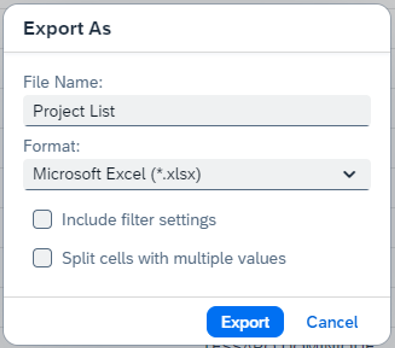 Export As
File Name:
Project List
Format:
Microsoft Excel (*.xlsx)
Include filter settings
Split cells with multiple values
Export Cancel